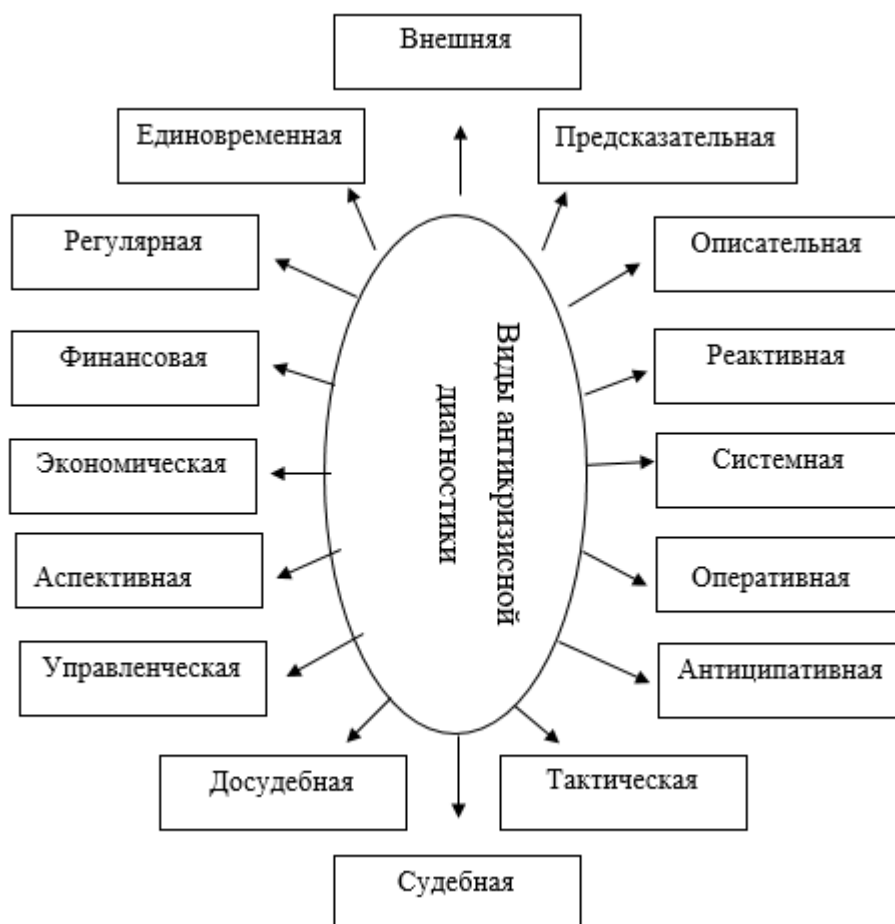 Внешняя
Единовременная
Предсказательная
Регулярная
Описательная
Финансовая
Реактивная
Экономическая
Системная
Аспективная
Оперативная
Управленческая
Антиципативная
Досудебная
Тактическая
Судебная
Виды антикризисной
диагностики